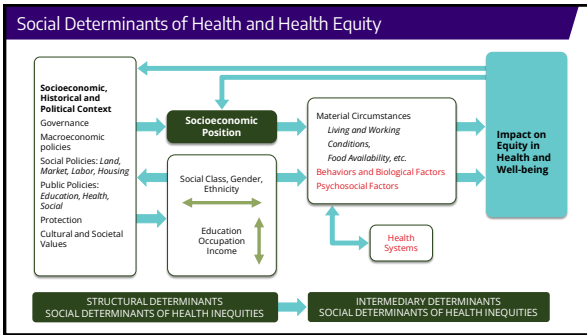 Social Determinants of Health and Health Equity
Socioeconomic,
Historical and
Political Context
Governance
Macroeconomic
policies
Social Policies: Land,
Market, Labor, Housing
Public Policies:
Education, Health,
Social
Protection
Cultural and Societal
Values
Socioeconomic
Position
Social Class, Gender,
Ethnicity
Education
Occupation
Income
Material Circumstances
Living and Working
Conditions,
Food Availability, etc.
Behaviors and Biological Factors
Psychosocial Factors
Health
Systems
Impact on
Equity in
Health and
Well-being
STRUCTURAL DETERMINANTS
SOCIAL DETERMINANTS OF HEALTH INEQUITIES
INTERMEDIARY DETERMINANTS
SOCIAL DETERMINANTS OF HEALTH INEQUITIES